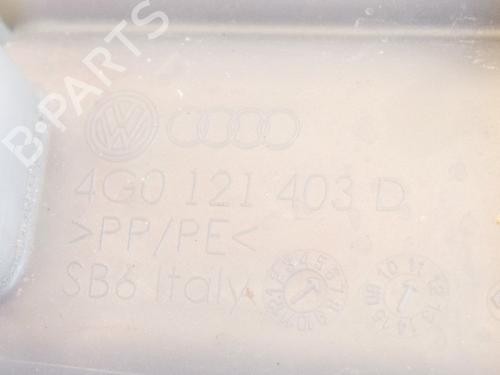 B-PARTS
4G0 121 403 D
>PP/PE<
SB6 Italy